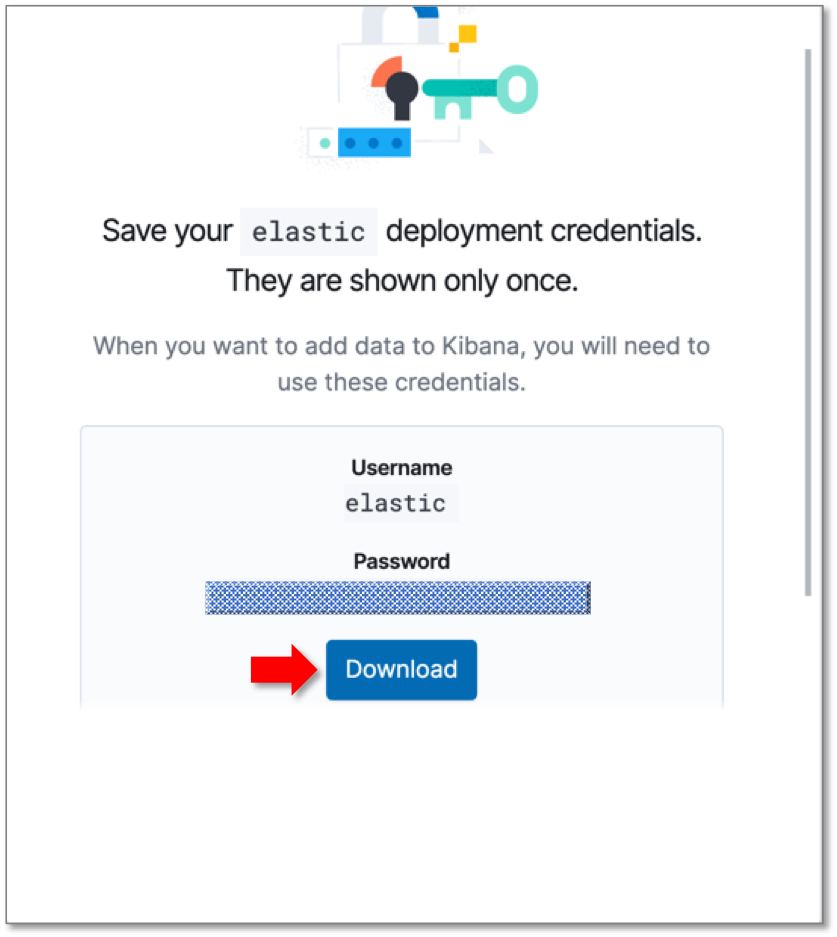 Save your elastic deployment credentials.
They are shown only once.
When you want to add data to Kibana, you will need to
use these credentials.
Username
elastic
Password
Download